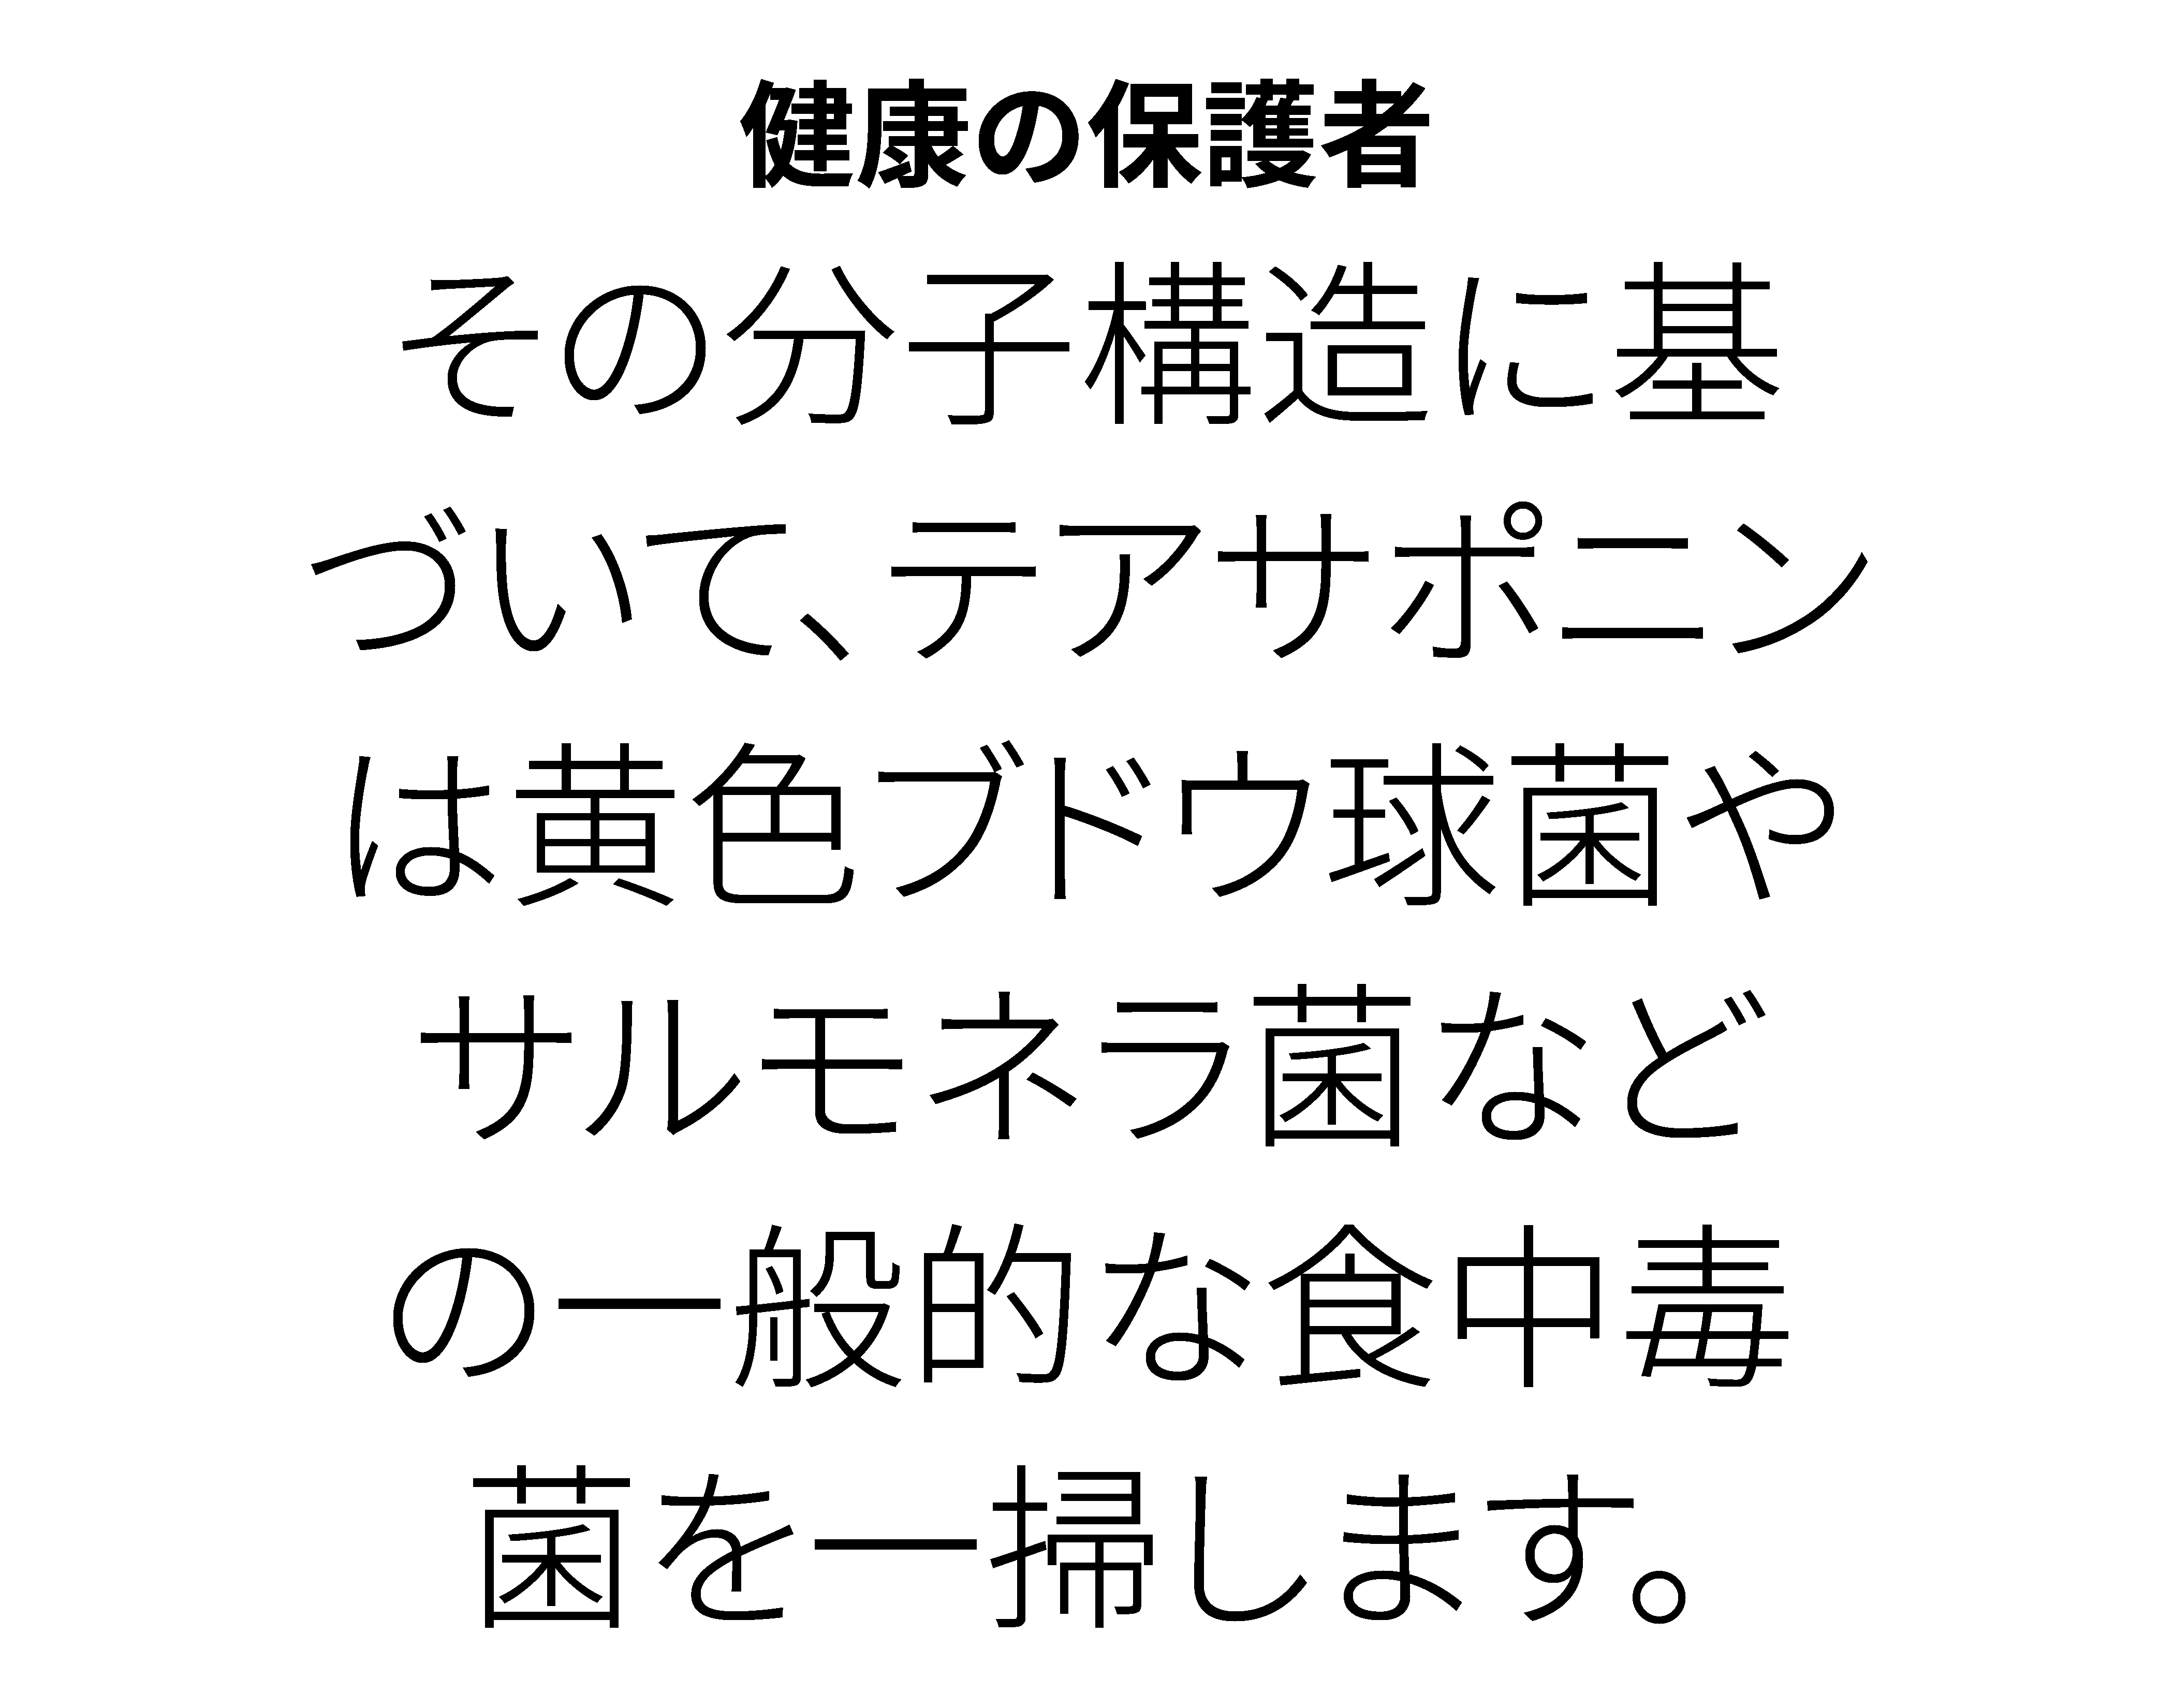 健康の保護者
その分子構造に基
づいて、テアサポニン
は黄色ブドウ球菌や
サルモネラ菌など
の一般的な食中毒
菌を一掃します。